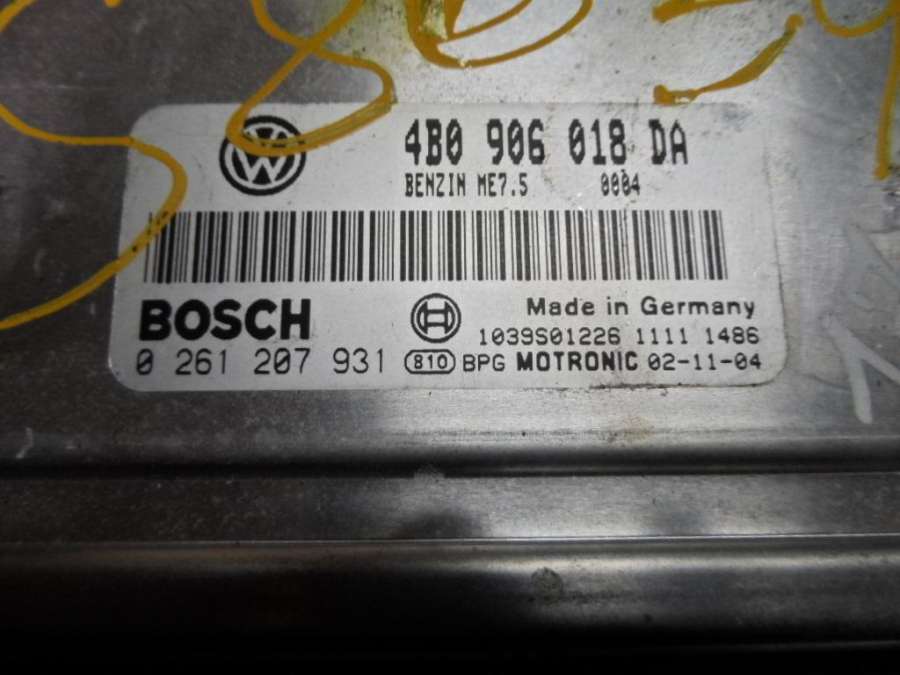 4B0 906 018 DA
BENZIN ME7.5 0004
BOSCH
Made in Germany
1039S01226 1111 1486
0 261 207 931 810 BPG MOTRONIC 02-11-04